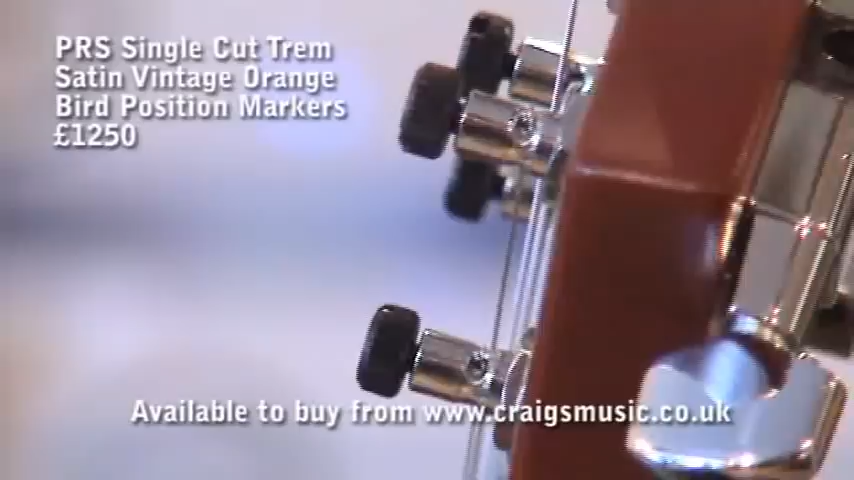 PRS Single Cut Trem
Satin Vintage Orange
Bird Position Markers
£1250
Available to buy from www.craigsmusic.co.uk